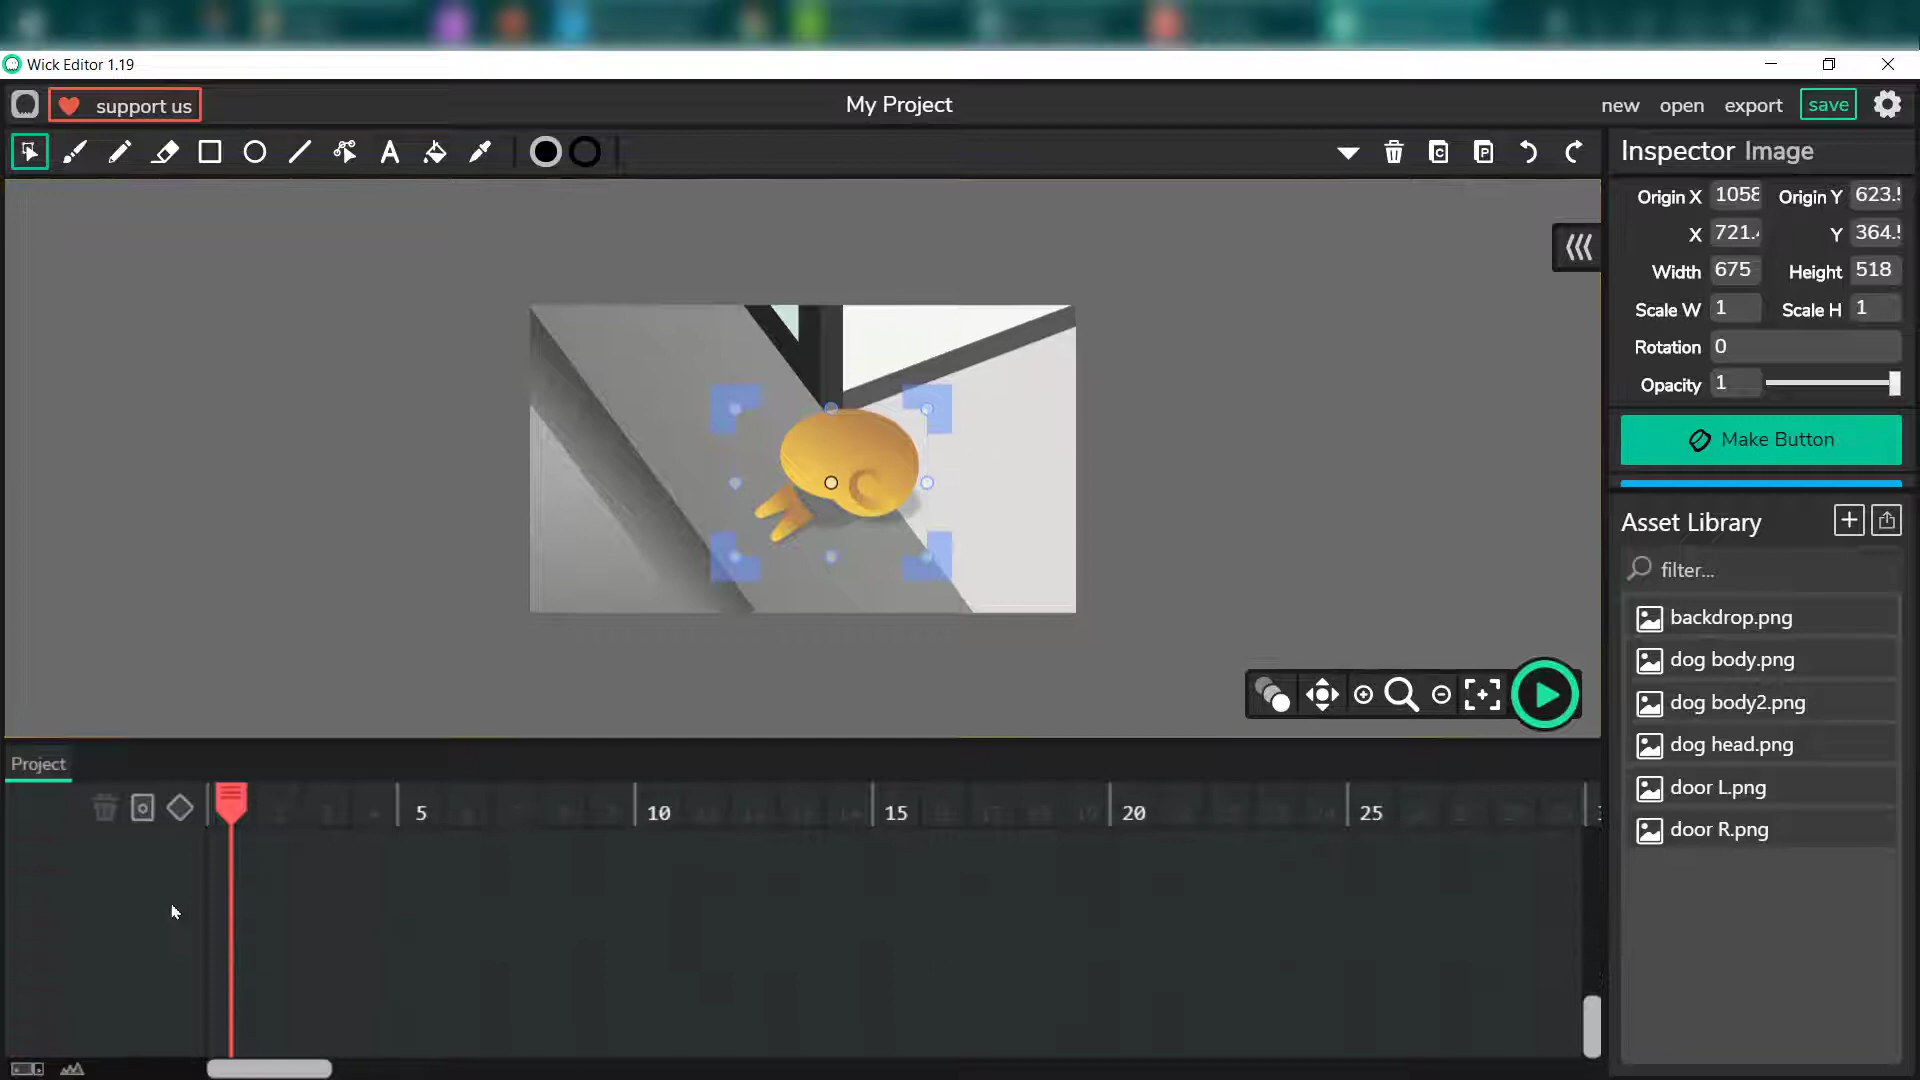 Wick Editor 1.19
support us
My Project
new open export save
Inspector Image
Origin X 1058 Origin Y 623.5
X 721.4 Y 364.5
Width 675 Height 518
Scale W 1 Scale H 1
Rotation 0
Opacity 1
Make Button
Asset Library
filter...
backdrop.png
dog body.png
dog body2.png
dog head.png
door L.png
door R.png
Project
5 10 15 20 25